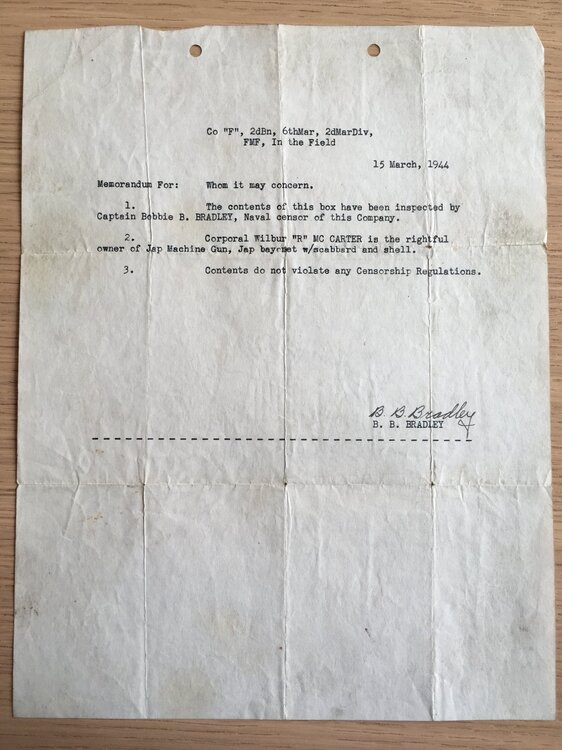 Co "F", 2dBn, 6thMar, 2dMarDiv,
FMF, In the Field
15 March, 1944
Memorandum For: Whom it may concern.
1. The contents of this box have been inspected by
Captain Bobbie B. BRADLEY, Naval censor of this Company.
2. Corporal Wilbur "R" MC CARTER is the rightful
owner of Jap Machine Gun, Jap bayonet w/scabbard and shell.
3. Contents do not violate any Censorship Regulations.
B. B. Bradley
B. B. BRADLEY